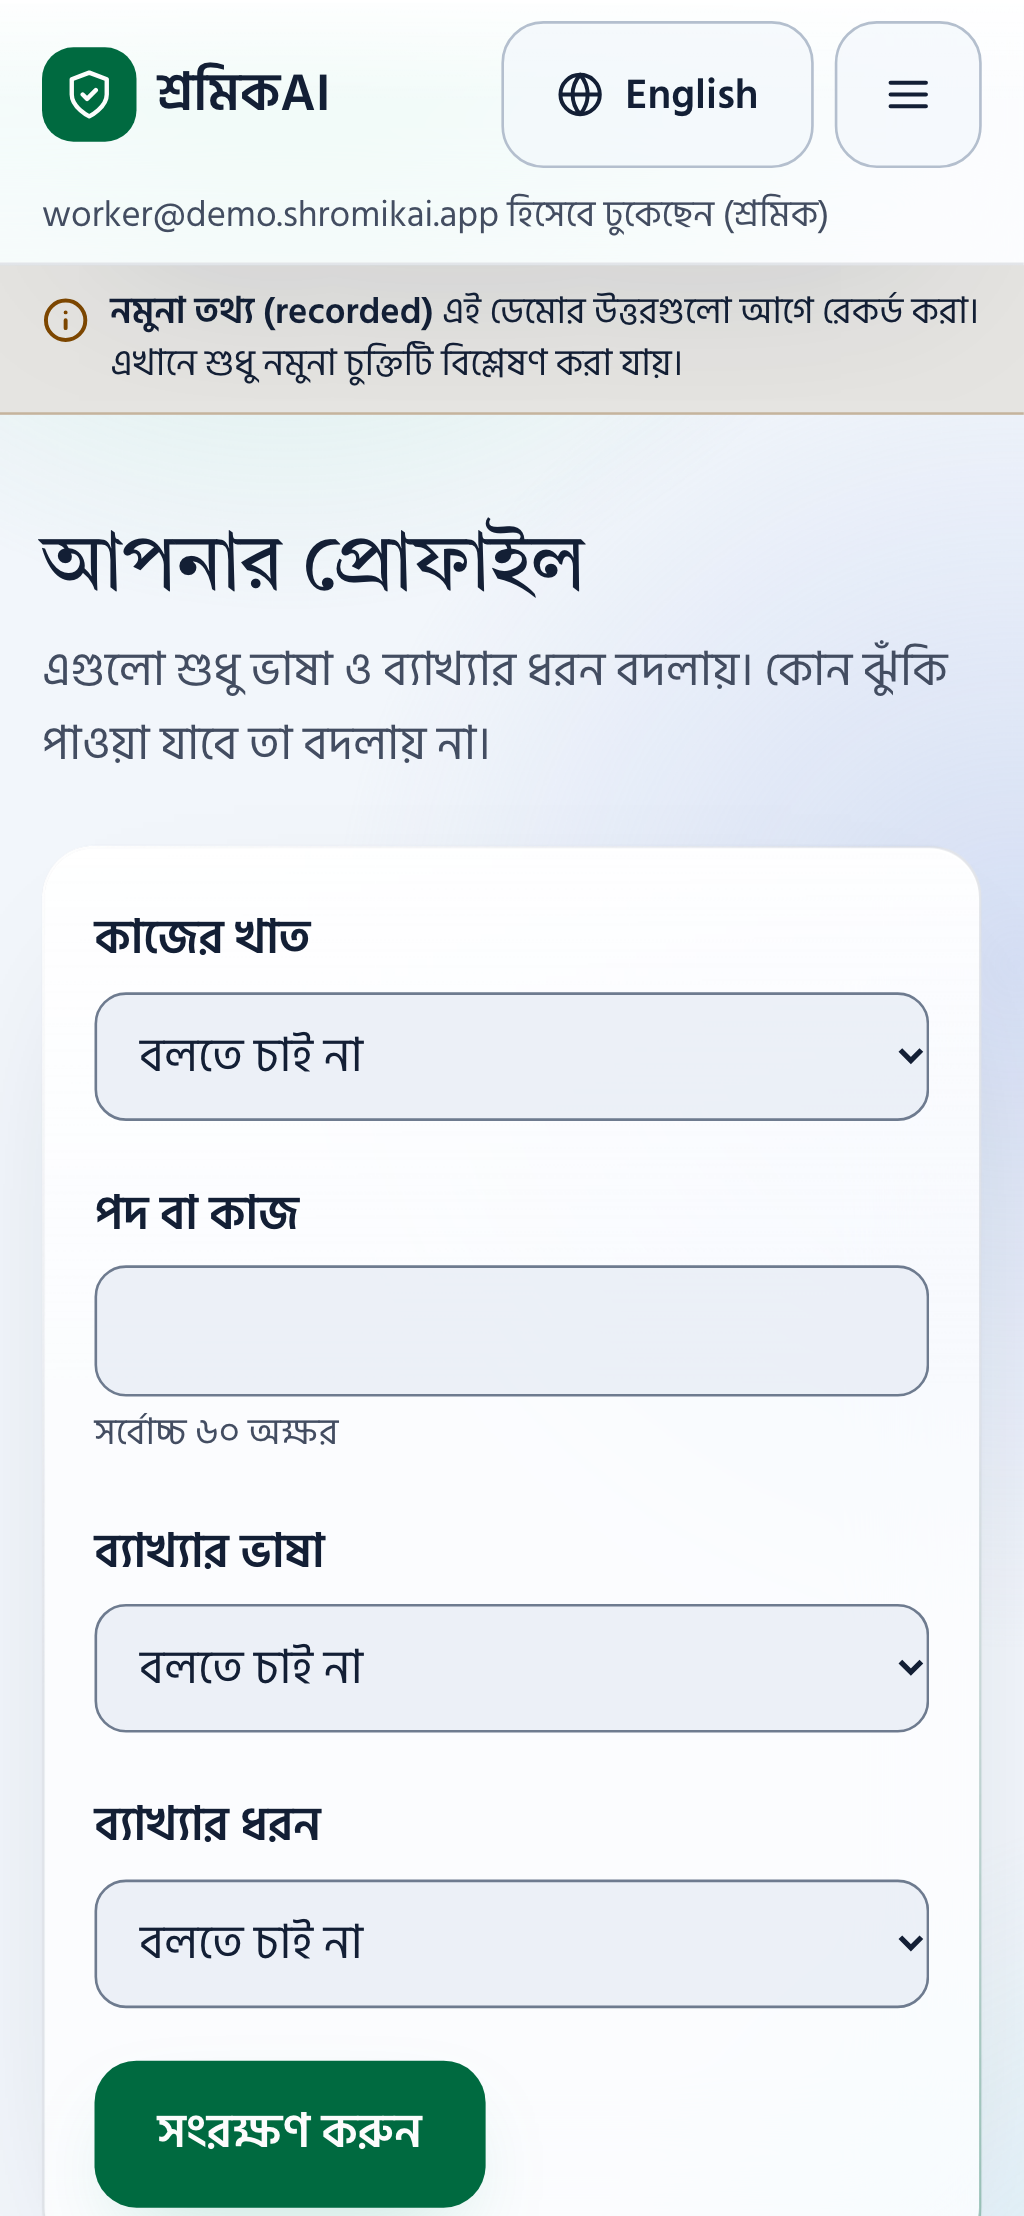 শ্রমিকAI
English
worker@demo.shromikai.app হিসেবে ঢুকেছেন (শ্রমিক)
নমুনা তথ্য (recorded) এই ডেমোর উত্তরগুলো আগে রেকর্ড করা।
এখানে শুধু নমুনা চুক্তিটি বিশ্লেষণ করা যায়।
আপনার প্রোফাইল
এগুলো শুধু ভাষা ও ব্যাখ্যার ধরন বদলায়। কোন ঝুঁকি
পাওয়া যাবে তা বদলায় না।
কাজের খাত
বলতে চাই না
পদ বা কাজ
সর্বোচ্চ ৬০ অক্ষর
ব্যাখ্যার ভাষা
বলতে চাই না
ব্যাখ্যার ধরন
বলতে চাই না
সংরক্ষণ করুন